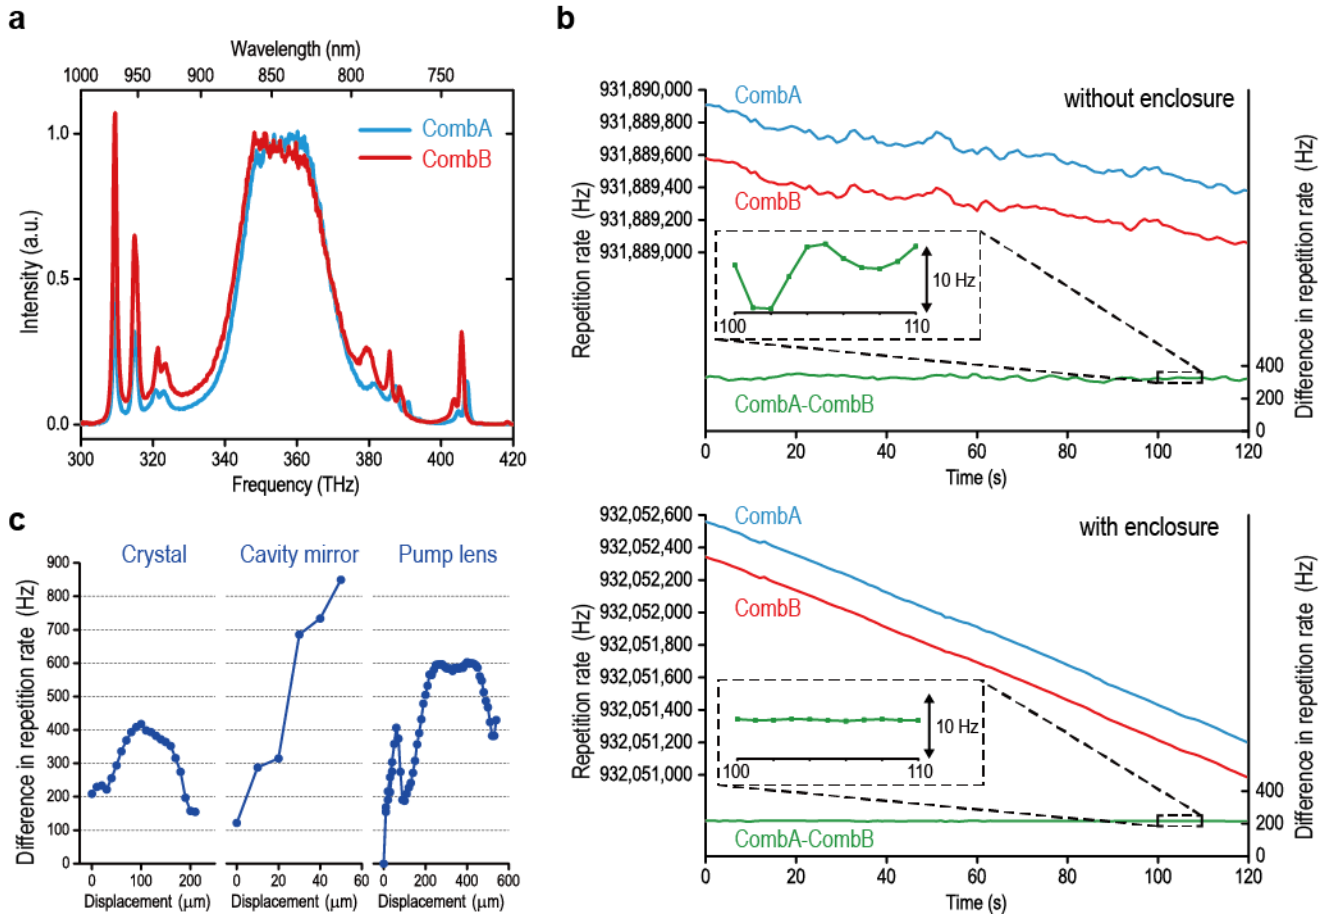 a
Wavelength (nm)
1000 950 900 850 800 750
1.0
0.5
0.0
Intensity (a.u.)
CombA
CombB
300 320 340 360 380 400 420
Frequency (THz)
b
931,890,000
931,889,800
931,889,600
931,889,400
931,889,200
931,889,000
Repetition rate (Hz)
without enclosure
CombA
CombB
10 Hz
100 110
CombA-CombB
400
200
0
Difference in repetition rate (Hz)
0 20 40 60 80 100 120
Time (s)
932,052,600
932,052,400
932,052,200
932,052,000
932,051,800
932,051,600
932,051,400
932,051,200
932,051,000
Repetition rate (Hz)
with enclosure
CombA
CombB
10 Hz
100 110
CombA-CombB
400
200
0
Difference in repetition rate (Hz)
0 20 40 60 80 100 120
Time (s)
c
Crystal Cavity mirror Pump lens
900
800
700
600
500
400
300
200
100
0
Difference in repetition rate (Hz)
0 100 200
Displacement (μm)
0 20 40 60
Displacement (μm)
0 200 400 600
Displacement (μm)